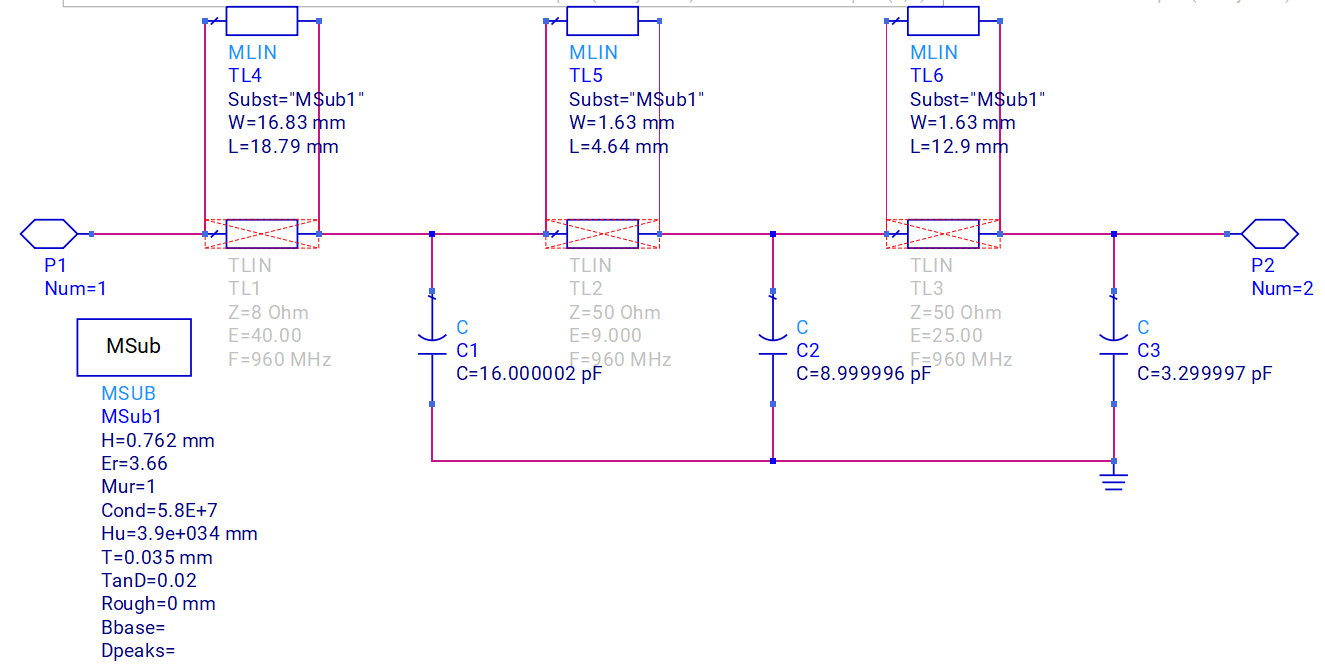 MLIN
TL4
Subst="MSub1"
W=16.83 mm
L=18.79 mm
MLIN
TL5
Subst="MSub1"
W=1.63 mm
L=4.64 mm
MLIN
TL6
Subst="MSub1"
W=1.63 mm
L=12.9 mm
P1
Num=1
TLIN
TL1
Z=8 Ohm
E=40.00
F=960 MHz
TLIN
TL2
Z=50 Ohm
E=9.000
F=960 MHz
TLIN
TL3
Z=50 Ohm
E=25.00
F=960 MHz
P2
Num=2
C
C1
C=16.000002 pF
C
C2
C=8.999996 pF
C
C3
C=3.299997 pF
MSub
MSUB
MSub1
H=0.762 mm
Er=3.66
Mur=1
Cond=5.8E+7
Hu=3.9e+034 mm
T=0.035 mm
TanD=0.02
Rough=0 mm
Bbase=
Dpeaks=